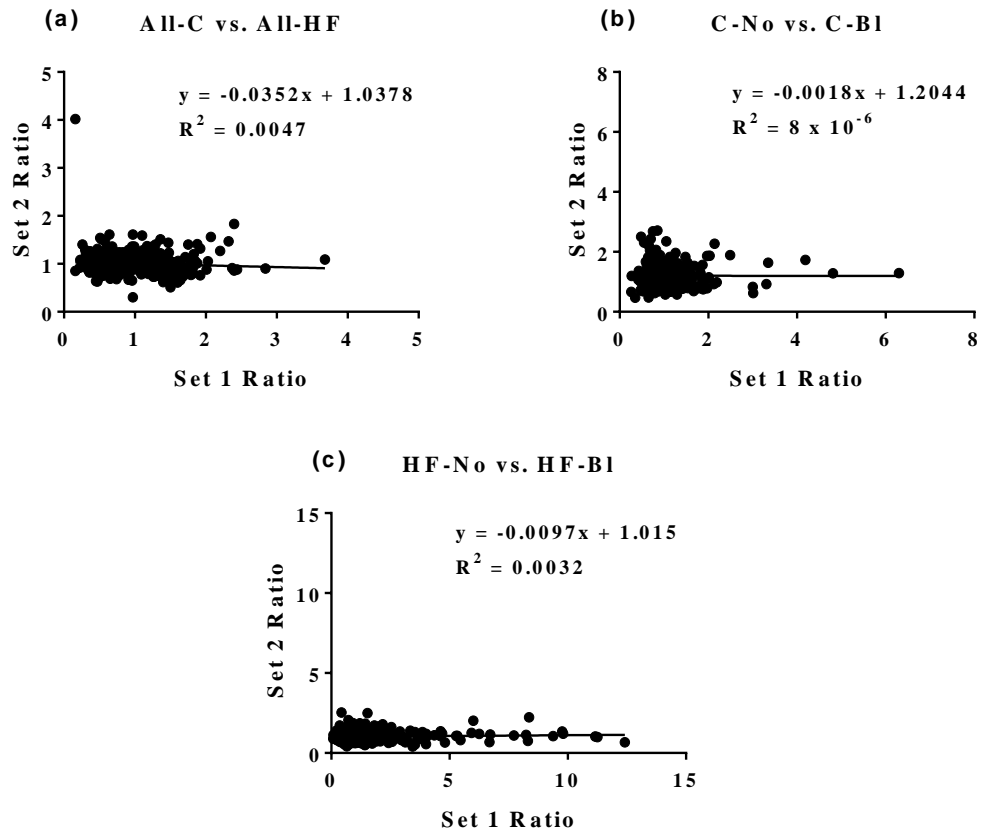 (a) All-C vs. All-HF
y = -0.0352x + 1.0378
R² = 0.0047
Set 2 Ratio
5
4
3
2
1
0
0 1 2 3 4 5
Set 1 Ratio
(b) C-No vs. C-Bl
y = -0.0018x + 1.2044
R² = 8 x 10⁻⁶
Set 2 Ratio
8
6
4
2
0
0 2 4 6 8
Set 1 Ratio
(c) HF-No vs. HF-Bl
y = -0.0097x + 1.015
R² = 0.0032
Set 2 Ratio
15
10
5
0
0 5 10 15
Set 1 Ratio